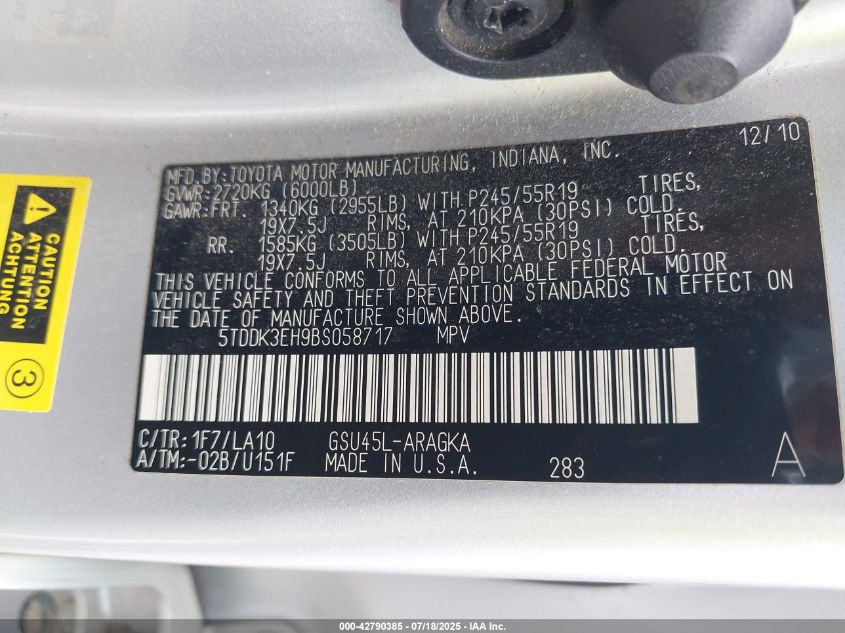 12/10
MFD.BY:TOYOTA MOTOR MANUFACTURING, INDIANA, INC.
GVWR:2720KG (6000LB)
GAWR:FRT. 1340KG (2955LB) WITH P245/55R19 TIRES,
19X7.5J RIMS, AT 210KPA (30PSI) COLD.
RR. 1585KG (3505LB) WITH P245/55R19 TIRES,
19X7.5J RIMS, AT 210KPA (30PSI) COLD.
THIS VEHICLE CONFORMS TO ALL APPLICABLE FEDERAL MOTOR
VEHICLE SAFETY AND THEFT PREVENTION STANDARDS IN EFFECT ON
THE DATE OF MANUFACTURE SHOWN ABOVE.
5TDDK3EH9BS058717 MPV
C/TR:1F7/LA10 GSU45L-ARAGKA
A/TM:-02B/U151F MADE IN U.S.A. 283 A
CAUTION
ATTENTION
ACHTUNG
3
000-42790385 - 07/18/2025 - IAA Inc.